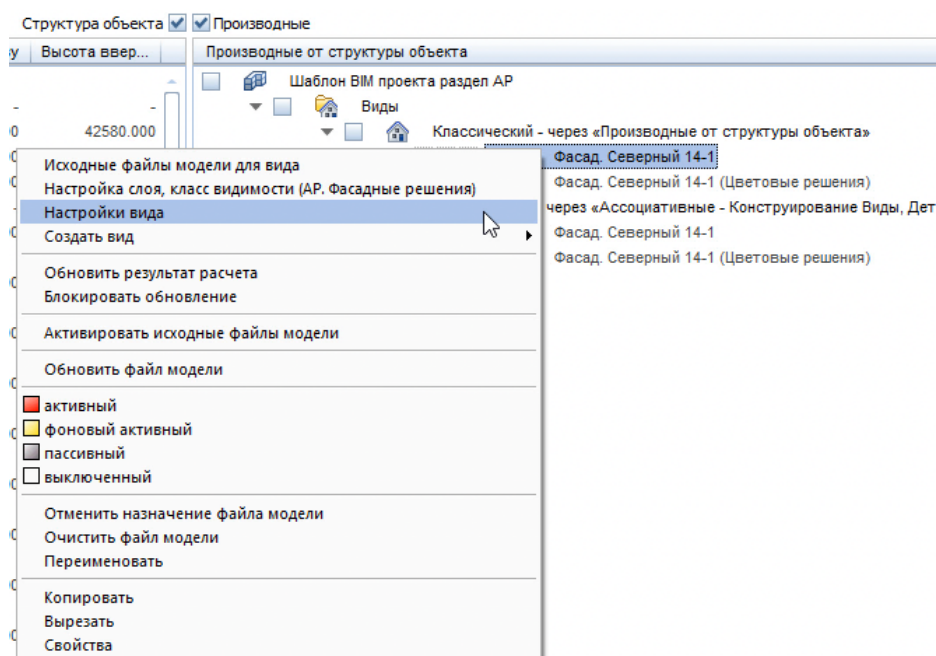 Структура объекта Производные
Высота ввер... Производные от структуры объекта
Шаблон BIM проекта раздел АР
Виды
42580.000 Классический - через «Производные от структуры объекта»
Фасад. Северный 14-1
Фасад. Северный 14-1 (Цветовые решения)
через «Ассоциативные - Конструирование Виды, Дет
Фасад. Северный 14-1
Фасад. Северный 14-1 (Цветовые решения)
Исходные файлы модели для вида
Настройка слоя, класс видимости (АР. Фасадные решения)
Настройки вида
Создать вид
Обновить результат расчета
Блокировать обновление
Активировать исходные файлы модели
Обновить файл модели
активный
фоновый активный
пассивный
выключенный
Отменить назначение файла модели
Очистить файл модели
Переименовать
Копировать
Вырезать
Свойства